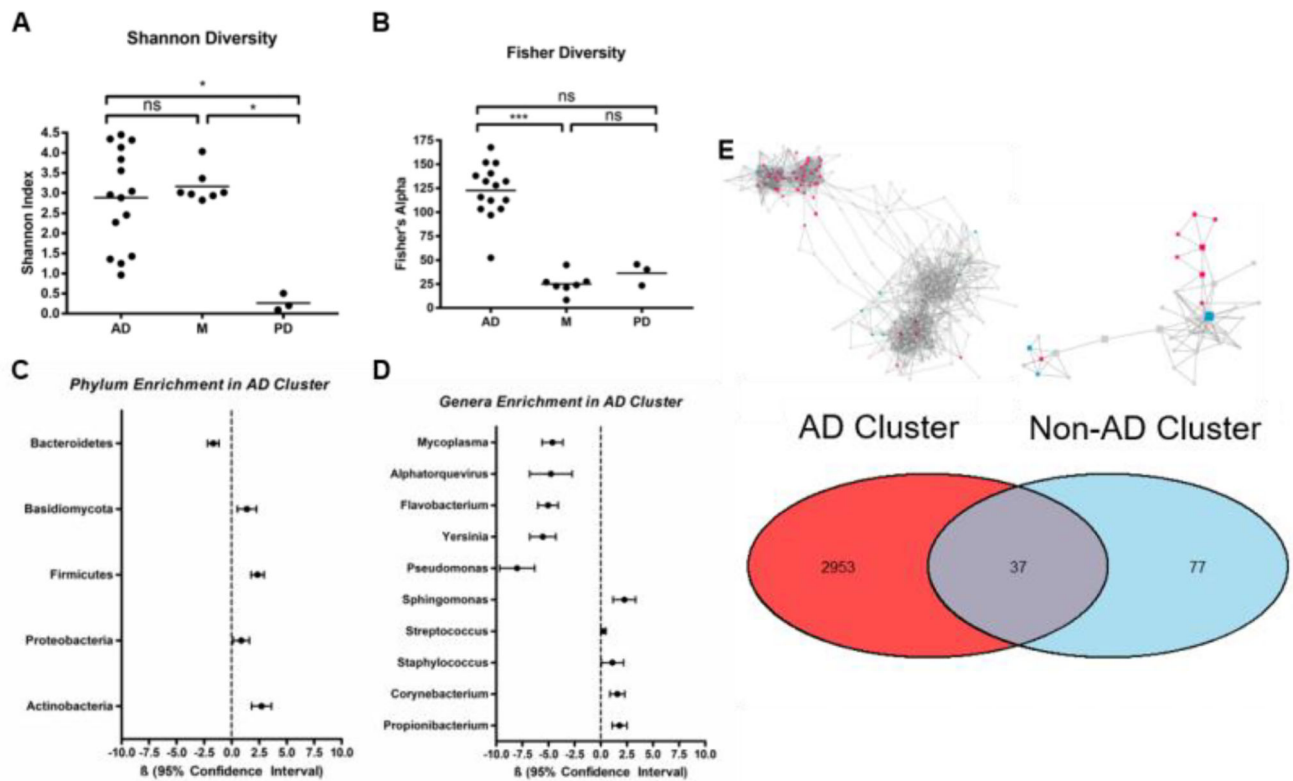 A
Shannon Diversity
*
ns
*
4.5
4.0
3.5
3.0
2.5
2.0
1.5
1.0
0.5
0.0
Shannon Index
AD M PD
B
Fisher Diversity
ns
***
ns
175
150
125
100
75
50
25
0
Fisher's Alpha
AD M PD
C
Phylum Enrichment in AD Cluster
Bacteroidetes
Basidiomycota
Firmicutes
Proteobacteria
Actinobacteria
-10.0 -7.5 -5.0 -2.5 0.0 2.5 5.0 7.5 10.0
ß (95% Confidence Interval)
D
Genera Enrichment in AD Cluster
Mycoplasma
Alphatorquevirus
Flavobacterium
Yersinia
Pseudomonas
Sphingomonas
Streptococcus
Staphylococcus
Corynebacterium
Propionibacterium
-10.0 -7.5 -5.0 -2.5 0.0 2.5 5.0 7.5 10.0
ß (95% Confidence Interval)
E
AD Cluster
Non-AD Cluster
2953
37
77